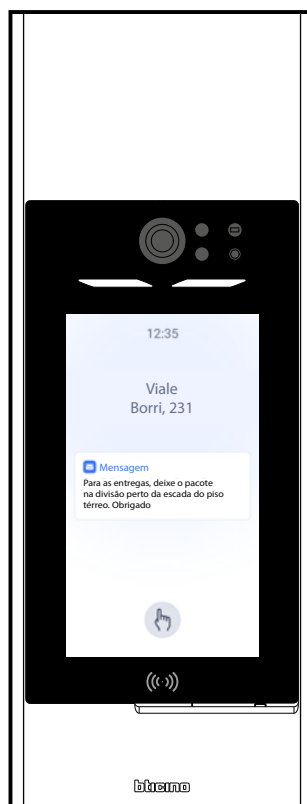 12:35
Viale
Borri, 231
Mensagem
Para as entregas, deixe o pacote
na divisão perto da escada do piso
térreo. Obrigado
bticino